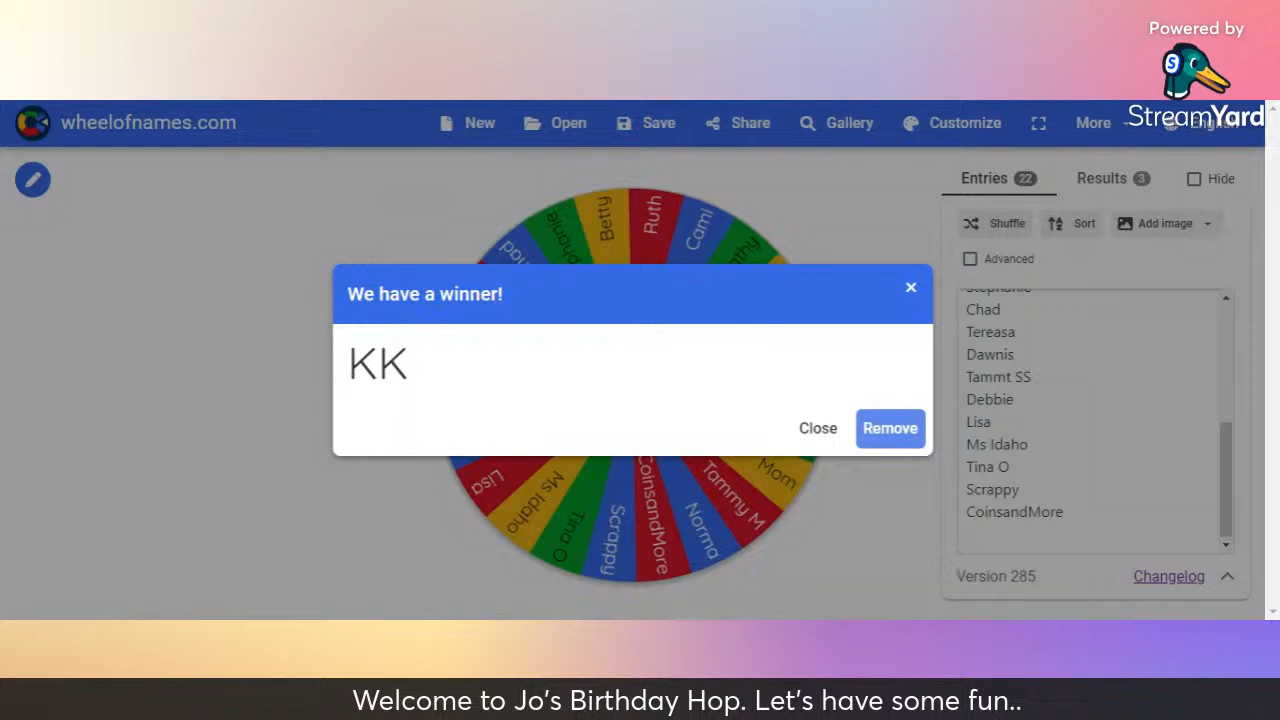 Powered by
StreamYard
wheelofnames.com
New
Open
Save
Share
Gallery
Customize
More
English
Entries 22
Results 3
Hide
Shuffle
Sort
Add image
Advanced
Stephanie
Chad
Tereasa
Dawnis
Tammt SS
Debbie
Lisa
Ms Idaho
Tina O
Scrappy
CoinsandMore
Version 285
Changelog
Betty
Ruth
Cami
We have a winner!
×
KK
Close
Remove
Lisa
Ms Idaho
Tina O
Scrappy
CoinsandMore
Norma
Tammy M
Mom
Welcome to Jo's Birthday Hop. Let's have some fun..